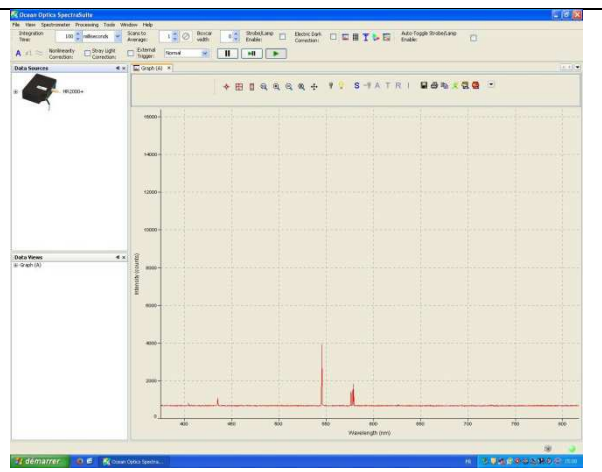 Ocean Optics SpectraSuite
File View Spectrometer Processing Tools Window Help
Integration Time: 100 milliseconds Scans to Average: 1 Boxcar width: 0 Strobe/Lamp Enable: Electric Dark Correction: Auto Toggle Strobe/Lamp Enable:
A Nonlinearity Correction: Stray Light Correction: External Trigger: Normal
Data Sources
Graph (A)
HR2000+
S A T R I
Data Views
Graph (A)
Intensity (counts)
16000
14000
12000
10000
8000
6000
4000
2000
0
400 450 500 550 600 650 700 750 800
Wavelength (nm)
démarrer
Ocean Optics Spectra...
FR